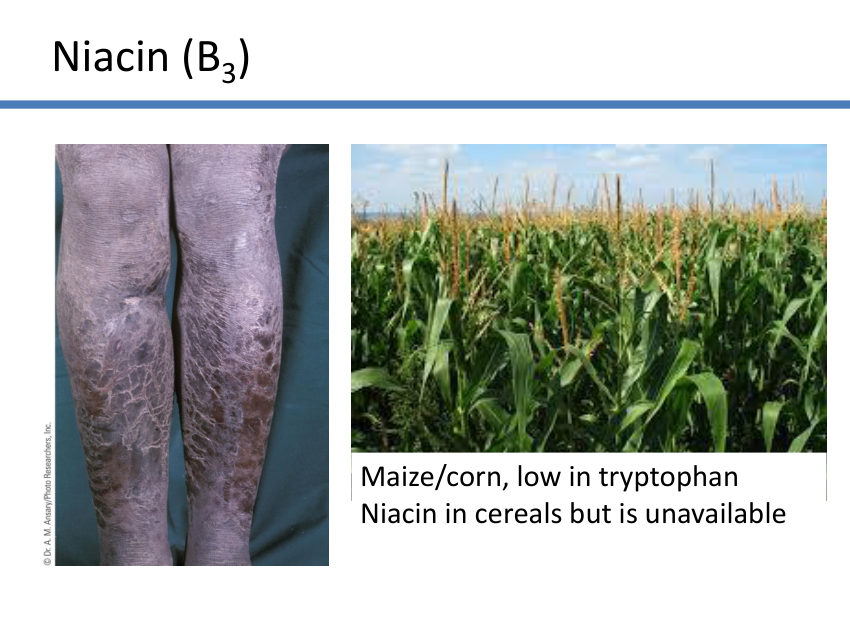 Niacin (B₃)
© Dr. A. M. Ansary/Photo Researchers, Inc.
Maize/corn, low in tryptophan
Niacin in cereals but is unavailable